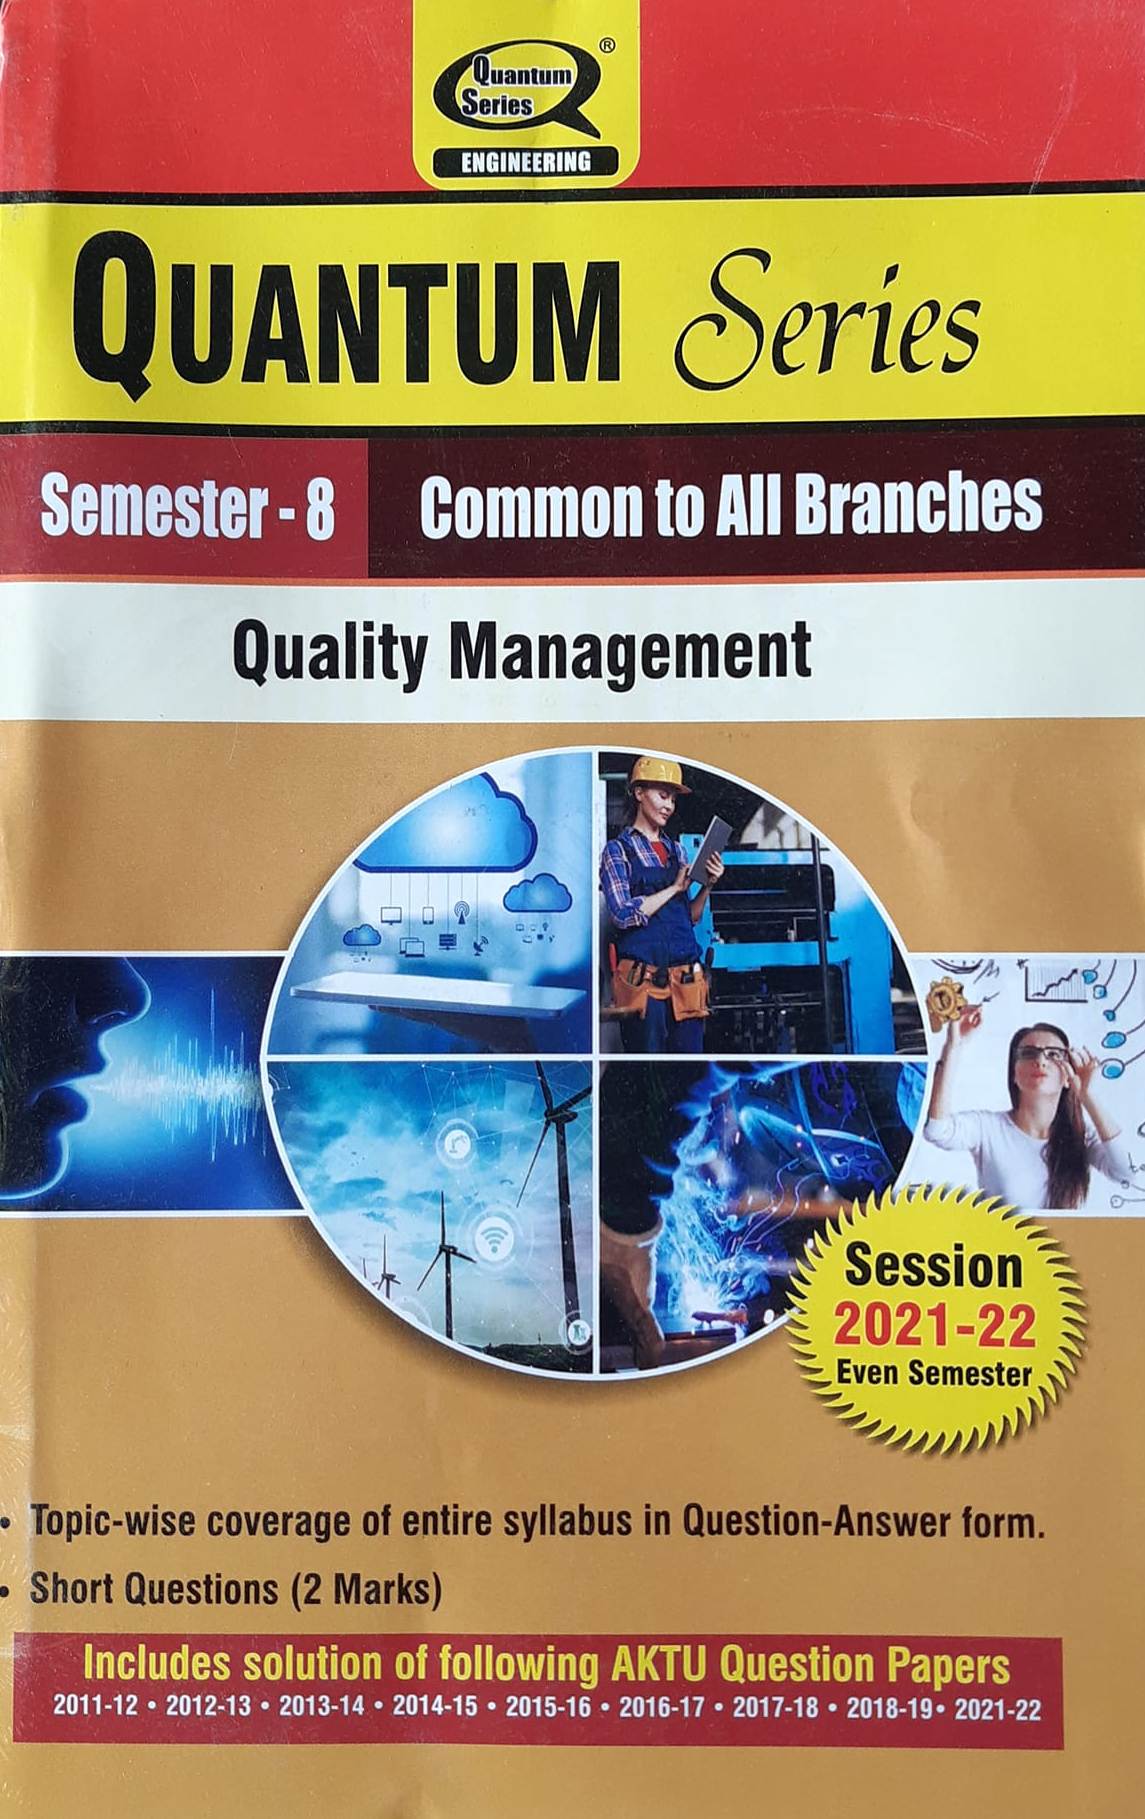 Quantum
Series
®
ENGINEERING
QUANTUM Series
Semester - 8 Common to All Branches
Quality Management
Session
2021-22
Even Semester
• Topic-wise coverage of entire syllabus in Question-Answer form.
• Short Questions (2 Marks)
Includes solution of following AKTU Question Papers
2011-12 • 2012-13 • 2013-14 • 2014-15 • 2015-16 • 2016-17 • 2017-18 • 2018-19• 2021-22